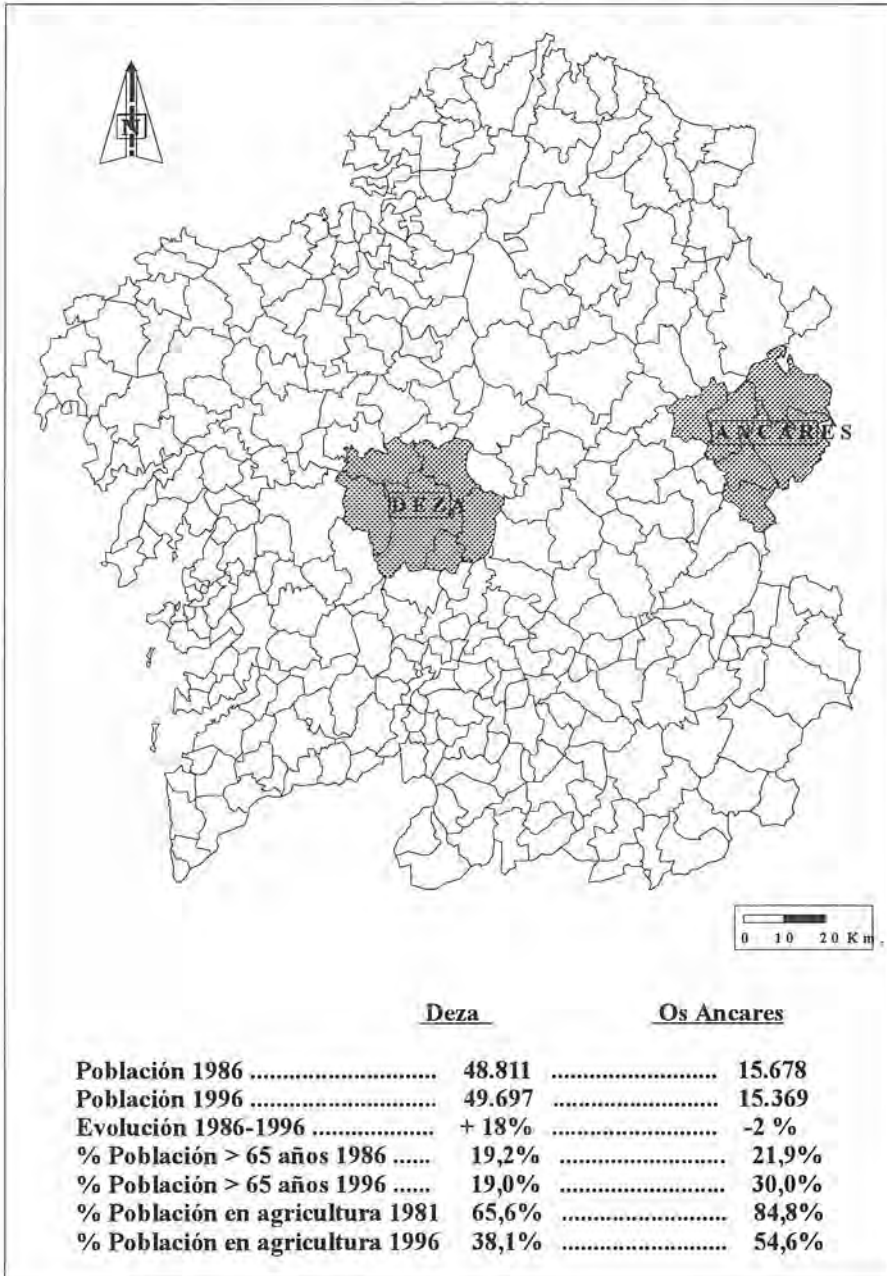 N
ANCARES
DEZA
0 10 20 Km.
Deza Os Ancares
Población 1986 ............................ 48.811 ......................... 15.678
Población 1996 ............................ 49.697 ......................... 15.369
Evolución 1986-1996 .................. + 18% ......................... -2 %
% Población > 65 años 1986 ...... 19,2% ......................... 21,9%
% Población > 65 años 1996 ...... 19,0% ......................... 30,0%
% Población en agricultura 1981 65,6% ......................... 84,8%
% Población en agricultura 1996 38,1% ......................... 54,6%